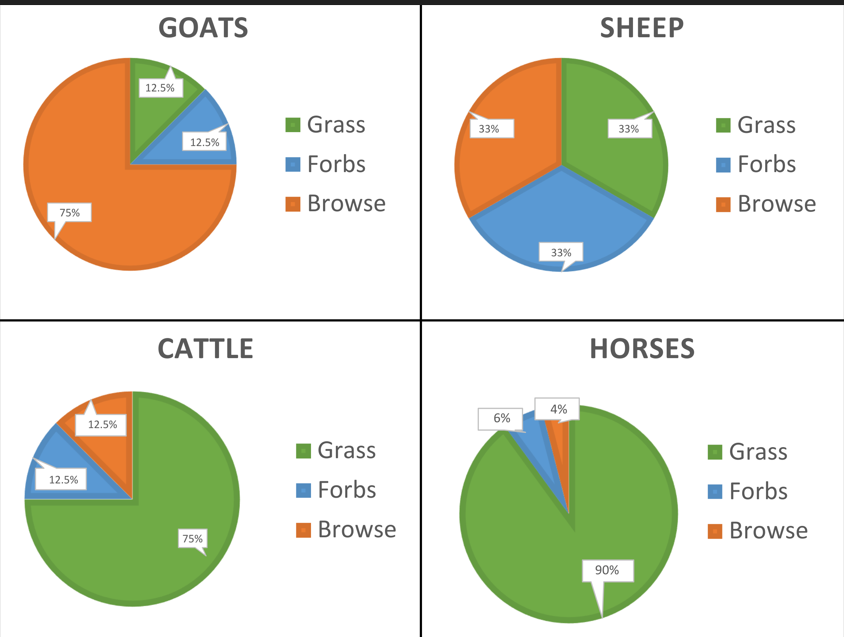 GOATS
12.5%
12.5%
75%
Grass
Forbs
Browse
SHEEP
33%
33%
33%
Grass
Forbs
Browse
CATTLE
12.5%
12.5%
75%
Grass
Forbs
Browse
HORSES
6%
4%
90%
Grass
Forbs
Browse